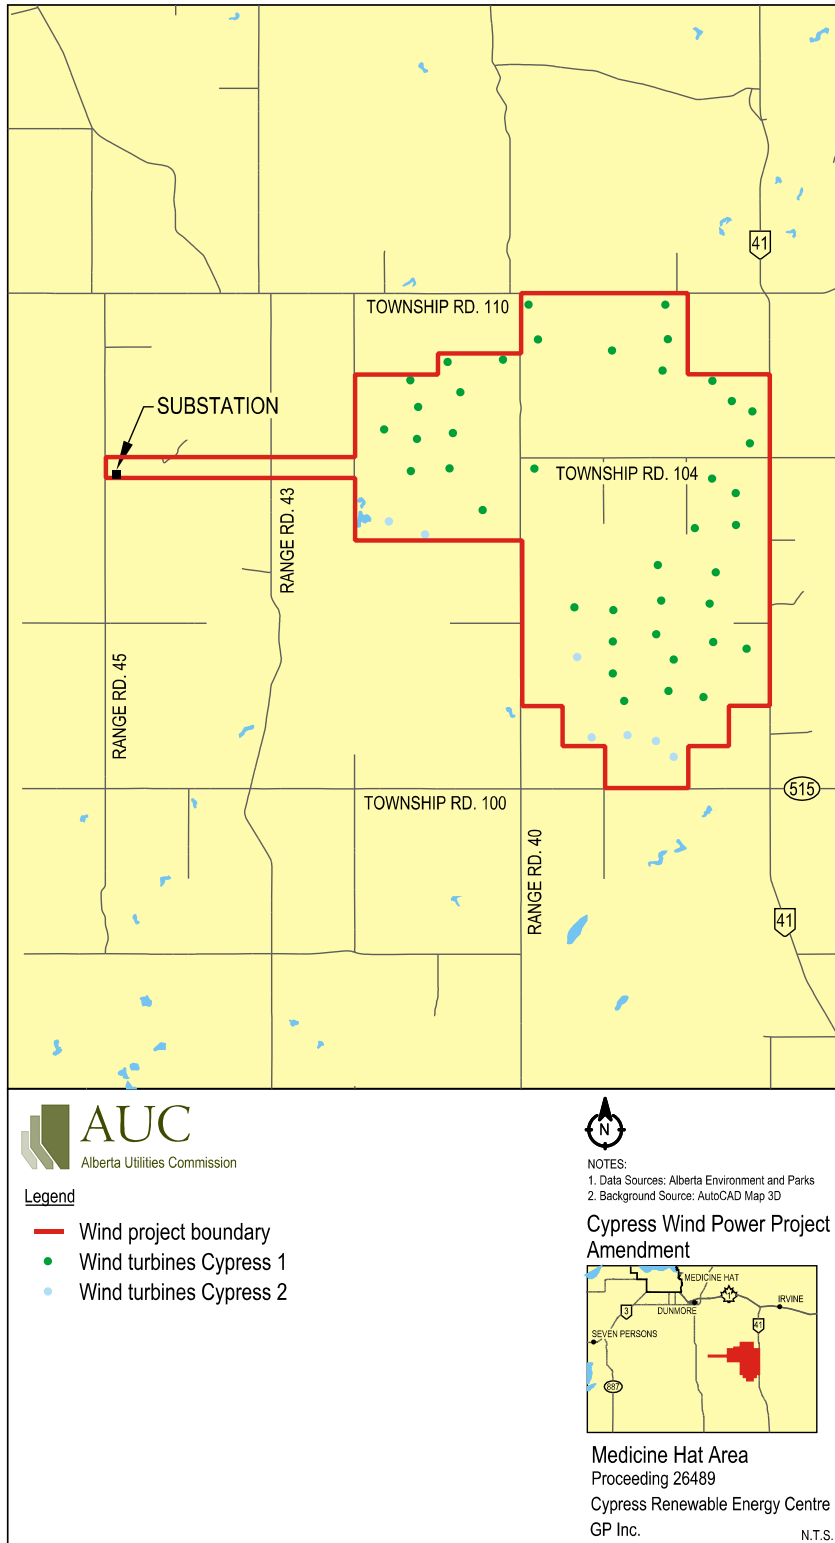 41
TOWNSHIP RD. 110
SUBSTATION
TOWNSHIP RD. 104
RANGE RD. 43
RANGE RD. 45
515
TOWNSHIP RD. 100
RANGE RD. 40
41
AUC
Alberta Utilities Commission
Legend
Wind project boundary
Wind turbines Cypress 1
Wind turbines Cypress 2
N
NOTES:
1. Data Sources: Alberta Environment and Parks
2. Background Source: AutoCAD Map 3D
Cypress Wind Power Project
Amendment
MEDICINE HAT
1
IRVINE
DUNMORE
3
41
SEVEN PERSONS
887
Medicine Hat Area
Proceeding 26489
Cypress Renewable Energy Centre
GP Inc.
N.T.S.